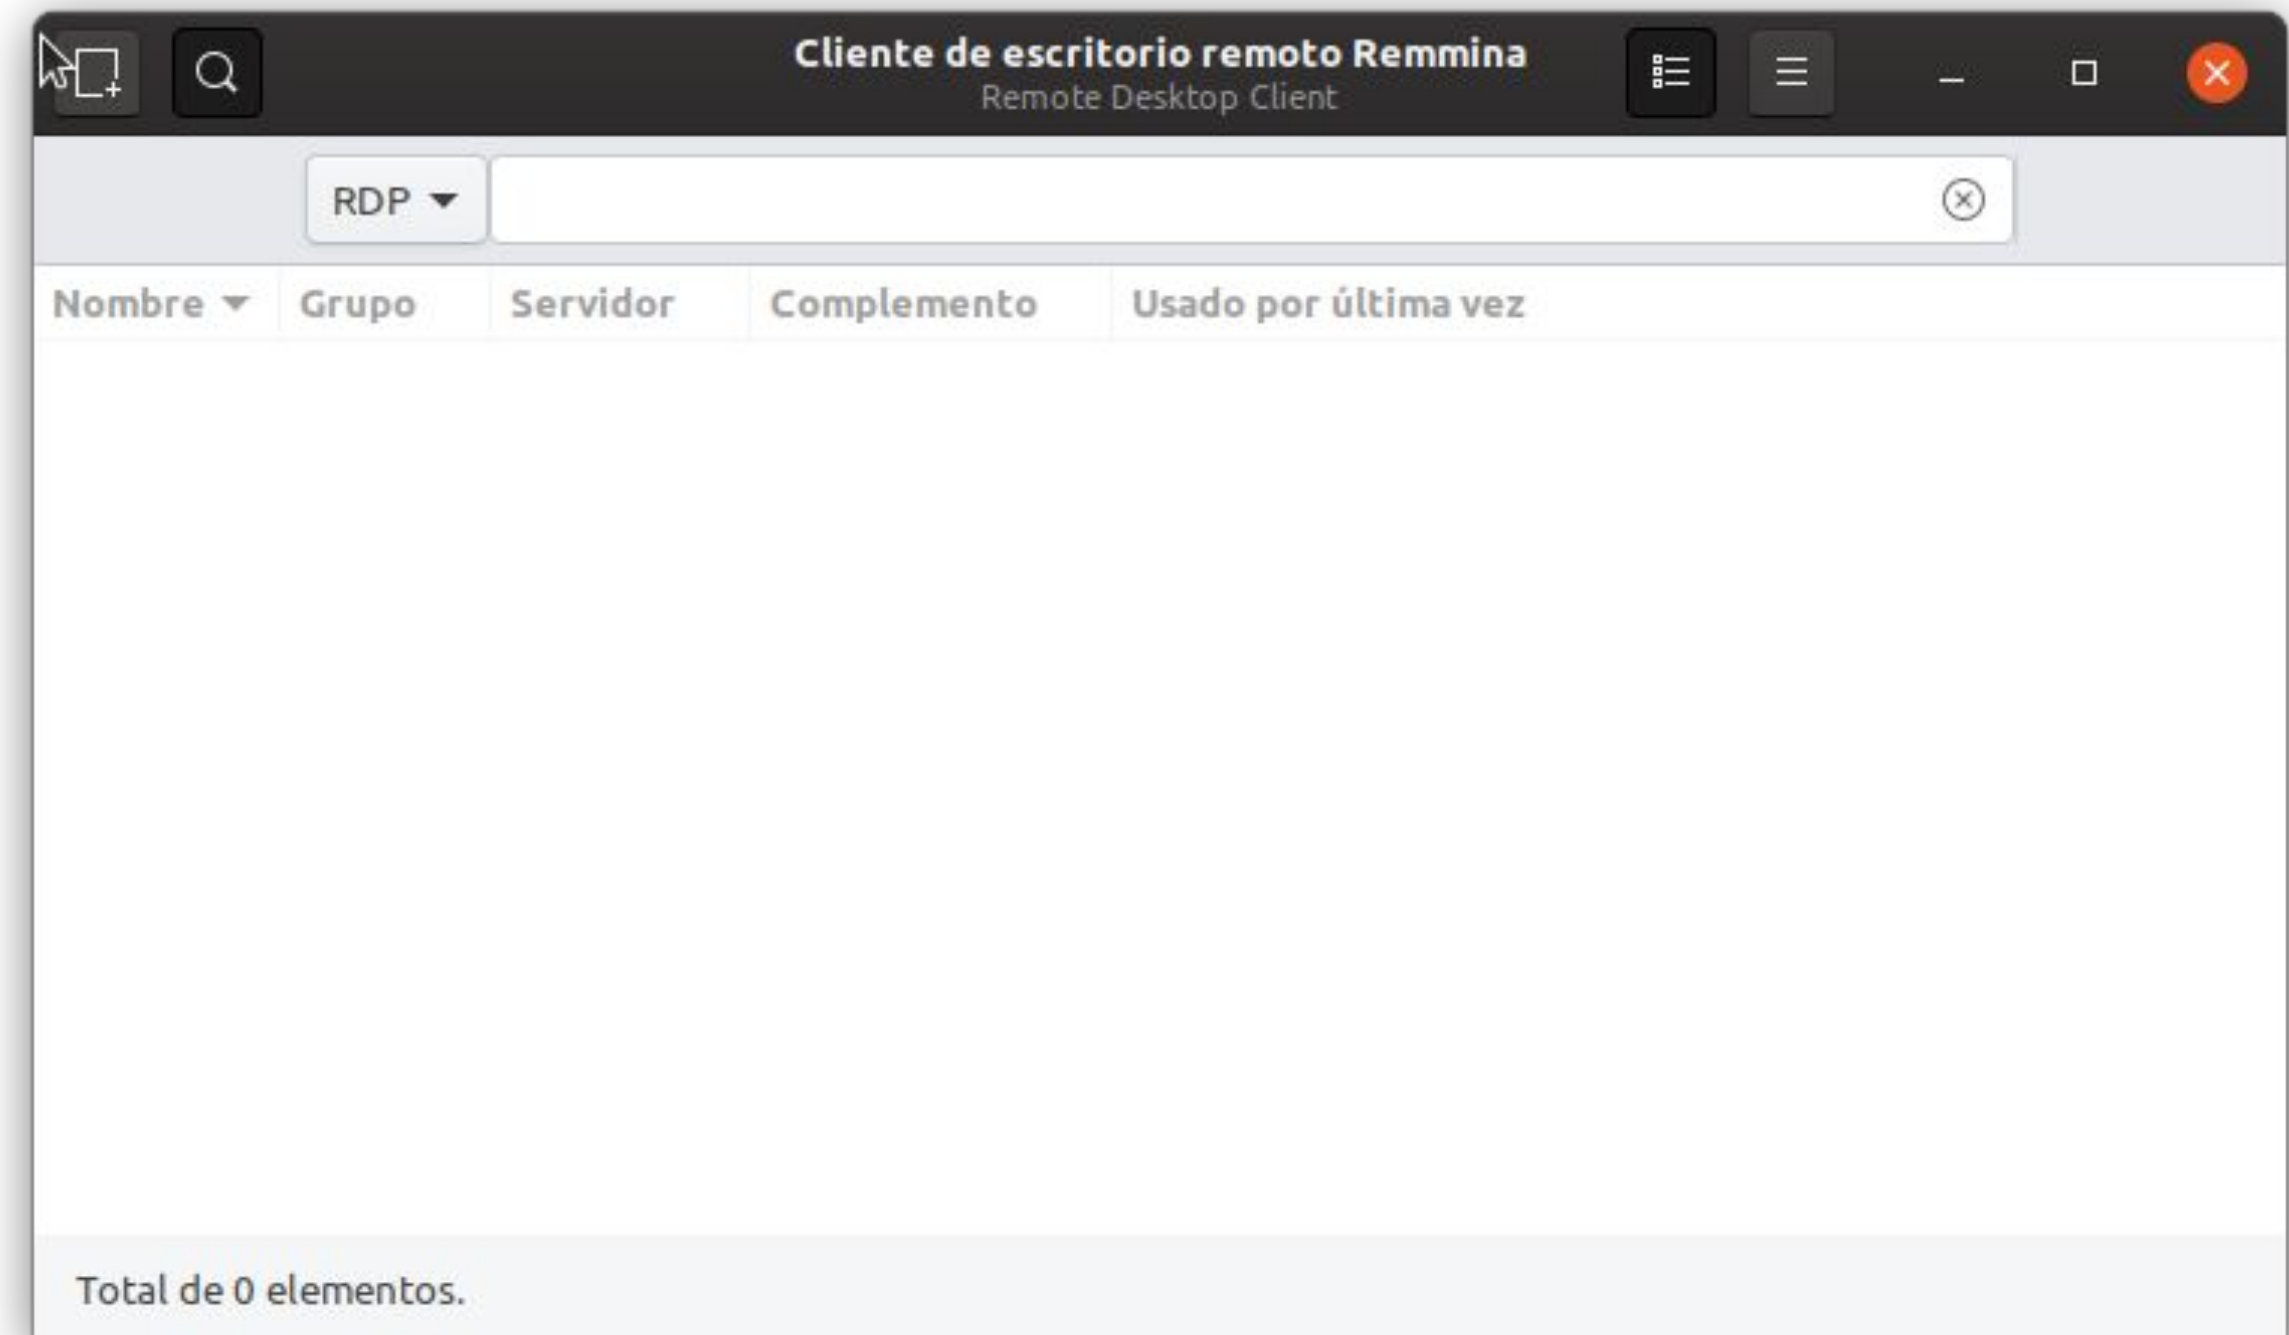 Cliente de escritorio remoto Remmina
Remote Desktop Client
RDP
Nombre Grupo Servidor Complemento Usado por última vez
Total de 0 elementos.